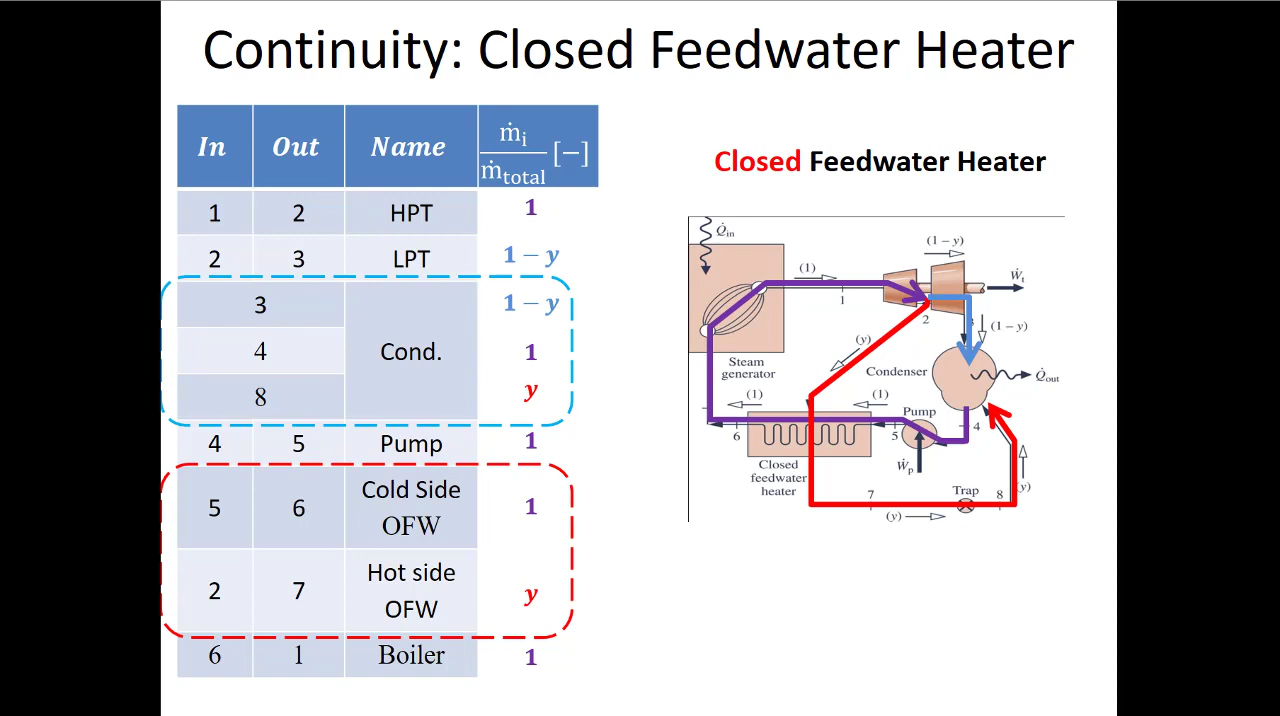 Continuity: Closed Feedwater Heater
In Out Name ṁi/ṁtotal [−]
1 2 HPT 1
2 3 LPT 1 − y
3 1 − y
4 Cond. 1
8 y
4 5 Pump 1
5 6 Cold Side OFW 1
2 7 Hot side OFW y
6 1 Boiler 1
Closed Feedwater Heater
Q̇in
(1 − y)
(1)
Ẇt
1
2
3
(1 − y)
(y)
Steam
generator
Condenser
Q̇out
(1)
(1)
Pump
6
5
4
Closed
feedwater
heater
Ẇp
7
Trap
8
(y)
(y)